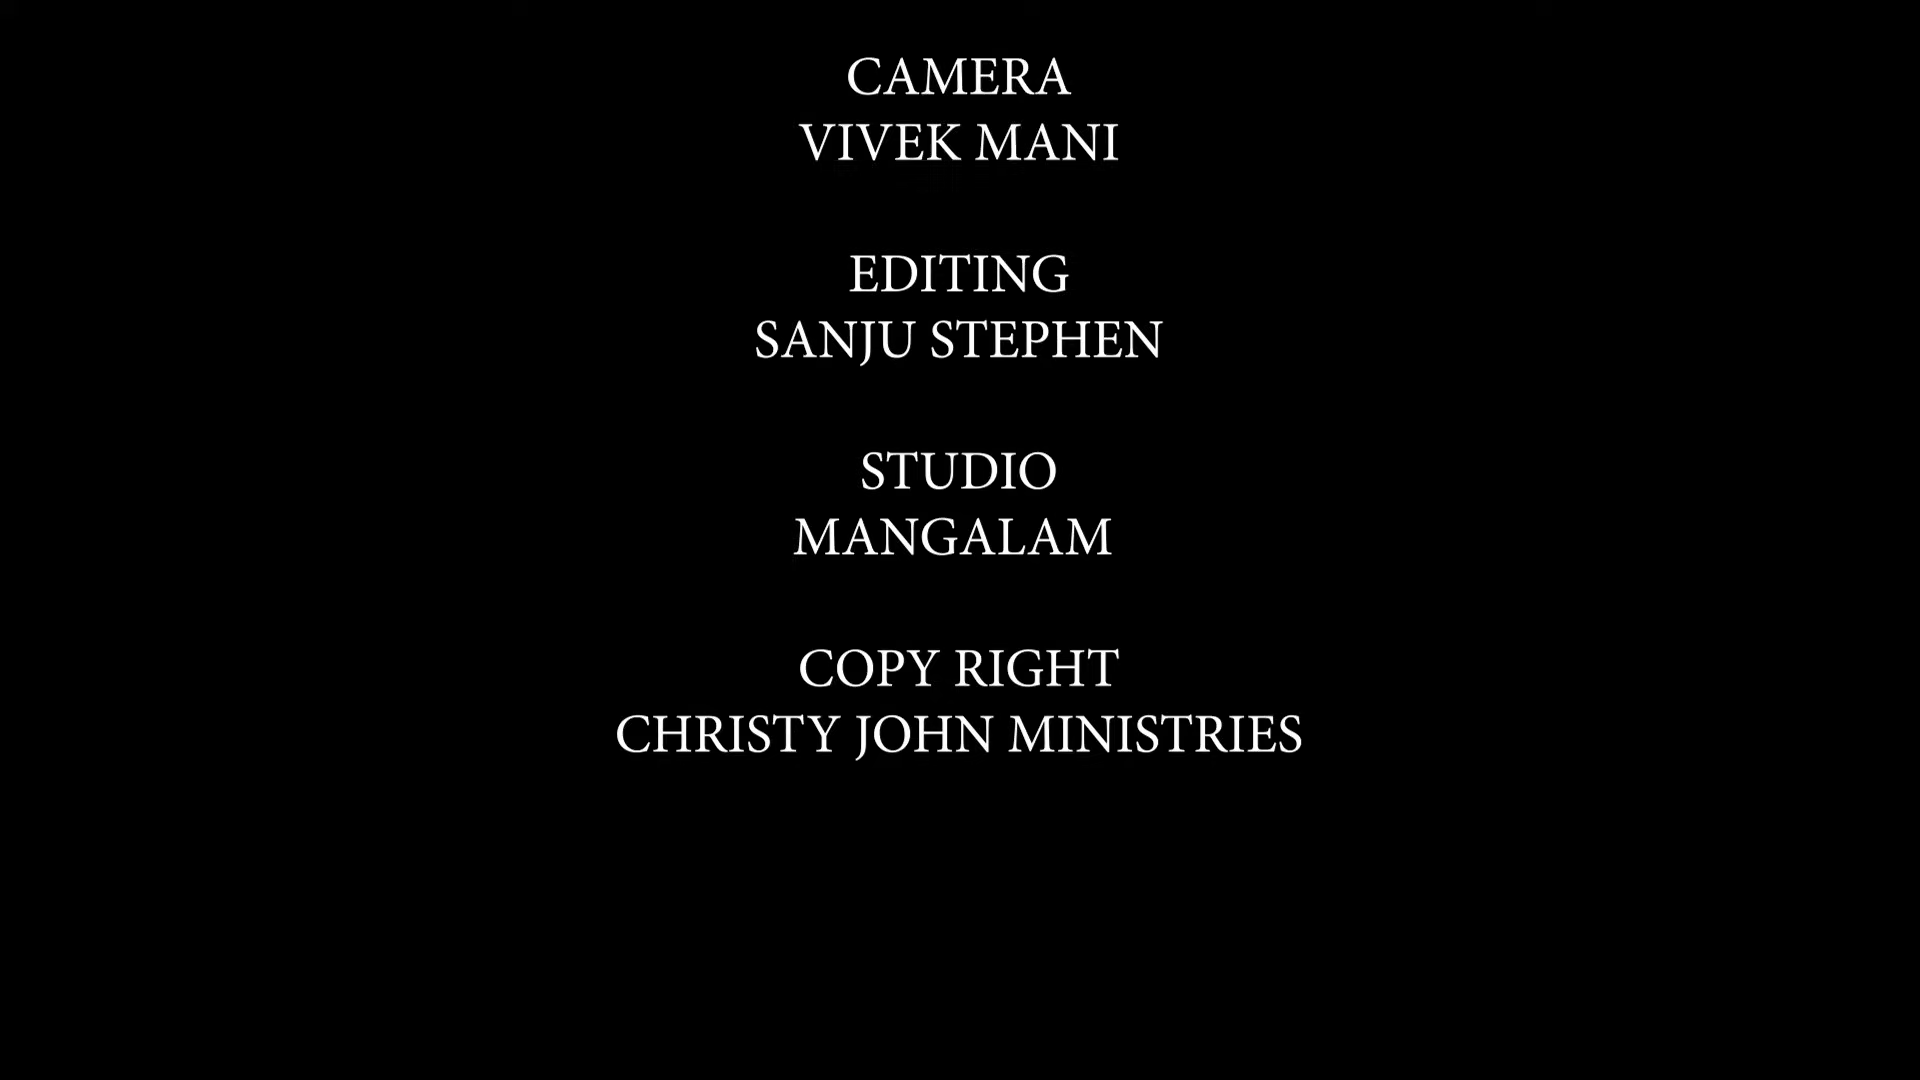 CAMERA
VIVEK MANI
EDITING
SANJU STEPHEN
STUDIO
MANGALAM
COPY RIGHT
CHRISTY JOHN MINISTRIES